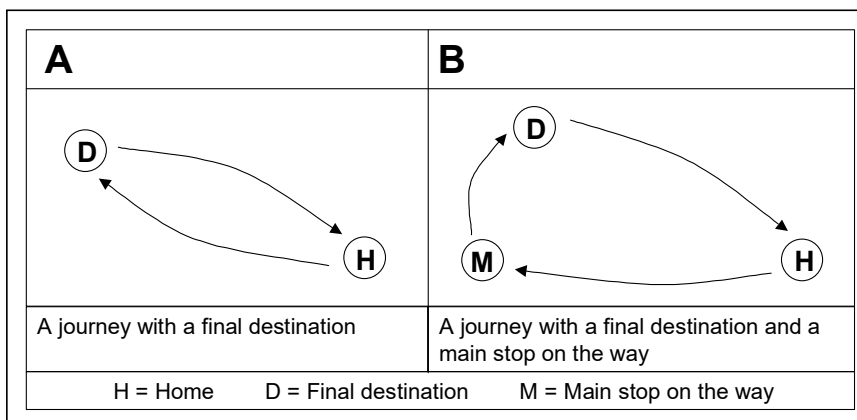 A
B
D
H
D
M
H
A journey with a final destination
A journey with a final destination and a
main stop on the way
H = Home D = Final destination M = Main stop on the way